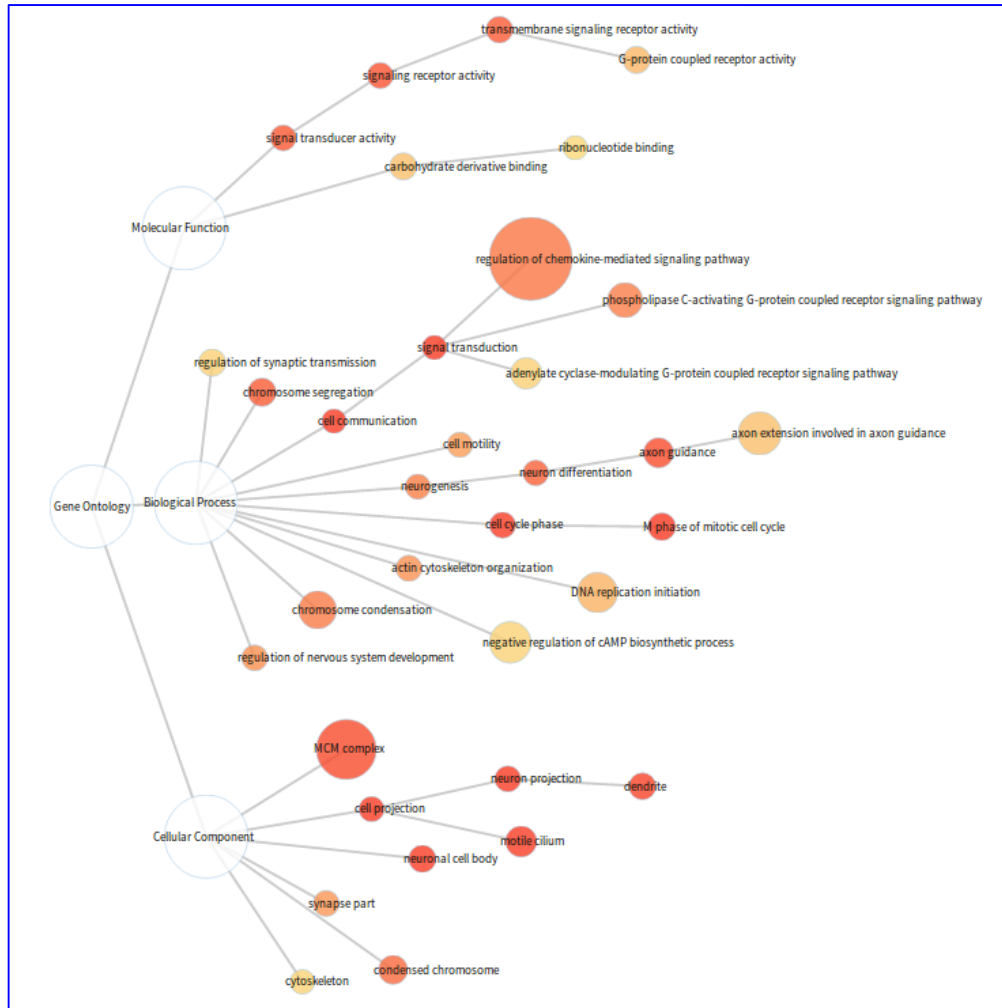 transmembrane signaling receptor activity
G-protein coupled receptor activity
signaling receptor activity
signal transducer activity
ribonucleotide binding
carbohydrate derivative binding
Molecular Function
regulation of chemokine-mediated signaling pathway
phospholipase C-activating G-protein coupled receptor signaling pathway
signal transduction
regulation of synaptic transmission
adenylate cyclase-modulating G-protein coupled receptor signaling pathway
chromosome segregation
cell communication
axon extension involved in axon guidance
cell motility
axon guidance
neuron differentiation
neurogenesis
Biological Process
Gene Ontology
cell cycle phase
M phase of mitotic cell cycle
actin cytoskeleton organization
DNA replication initiation
chromosome condensation
negative regulation of cAMP biosynthetic process
regulation of nervous system development
MCM complex
neuron projection
dendrite
cell projection
Cellular Component
motile cilium
neuronal cell body
synapse part
condensed chromosome
cytoskeleton